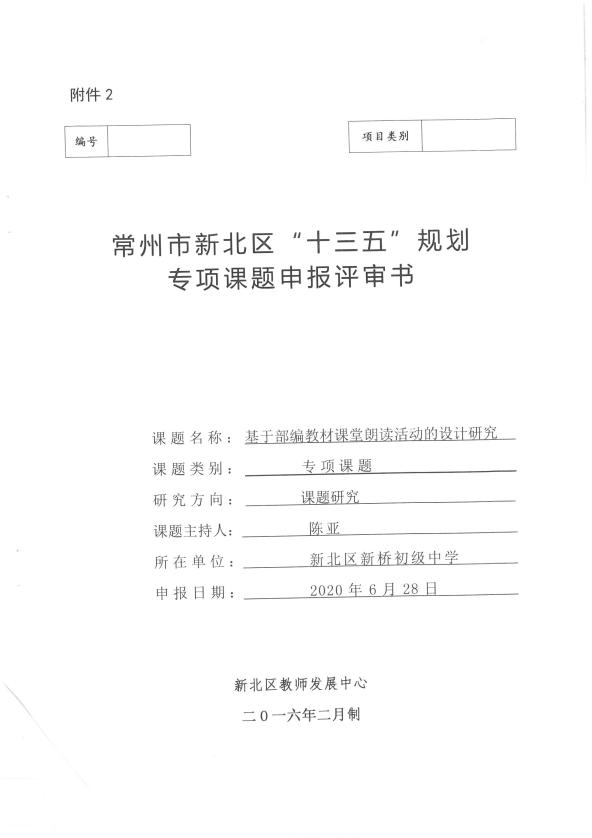 附件 2
编号
项目类别
常州市新北区“十三五”规划
专项课题申报评审书
课题名称：基于部编教材课堂朗读活动的设计研究
课题类别：专项课题
研究方向：课题研究
课题主持人：陈亚
所在单位：新北区新桥初级中学
申报日期：2020 年 6 月 28 日
新北区教师发展中心
二0一六年二月制